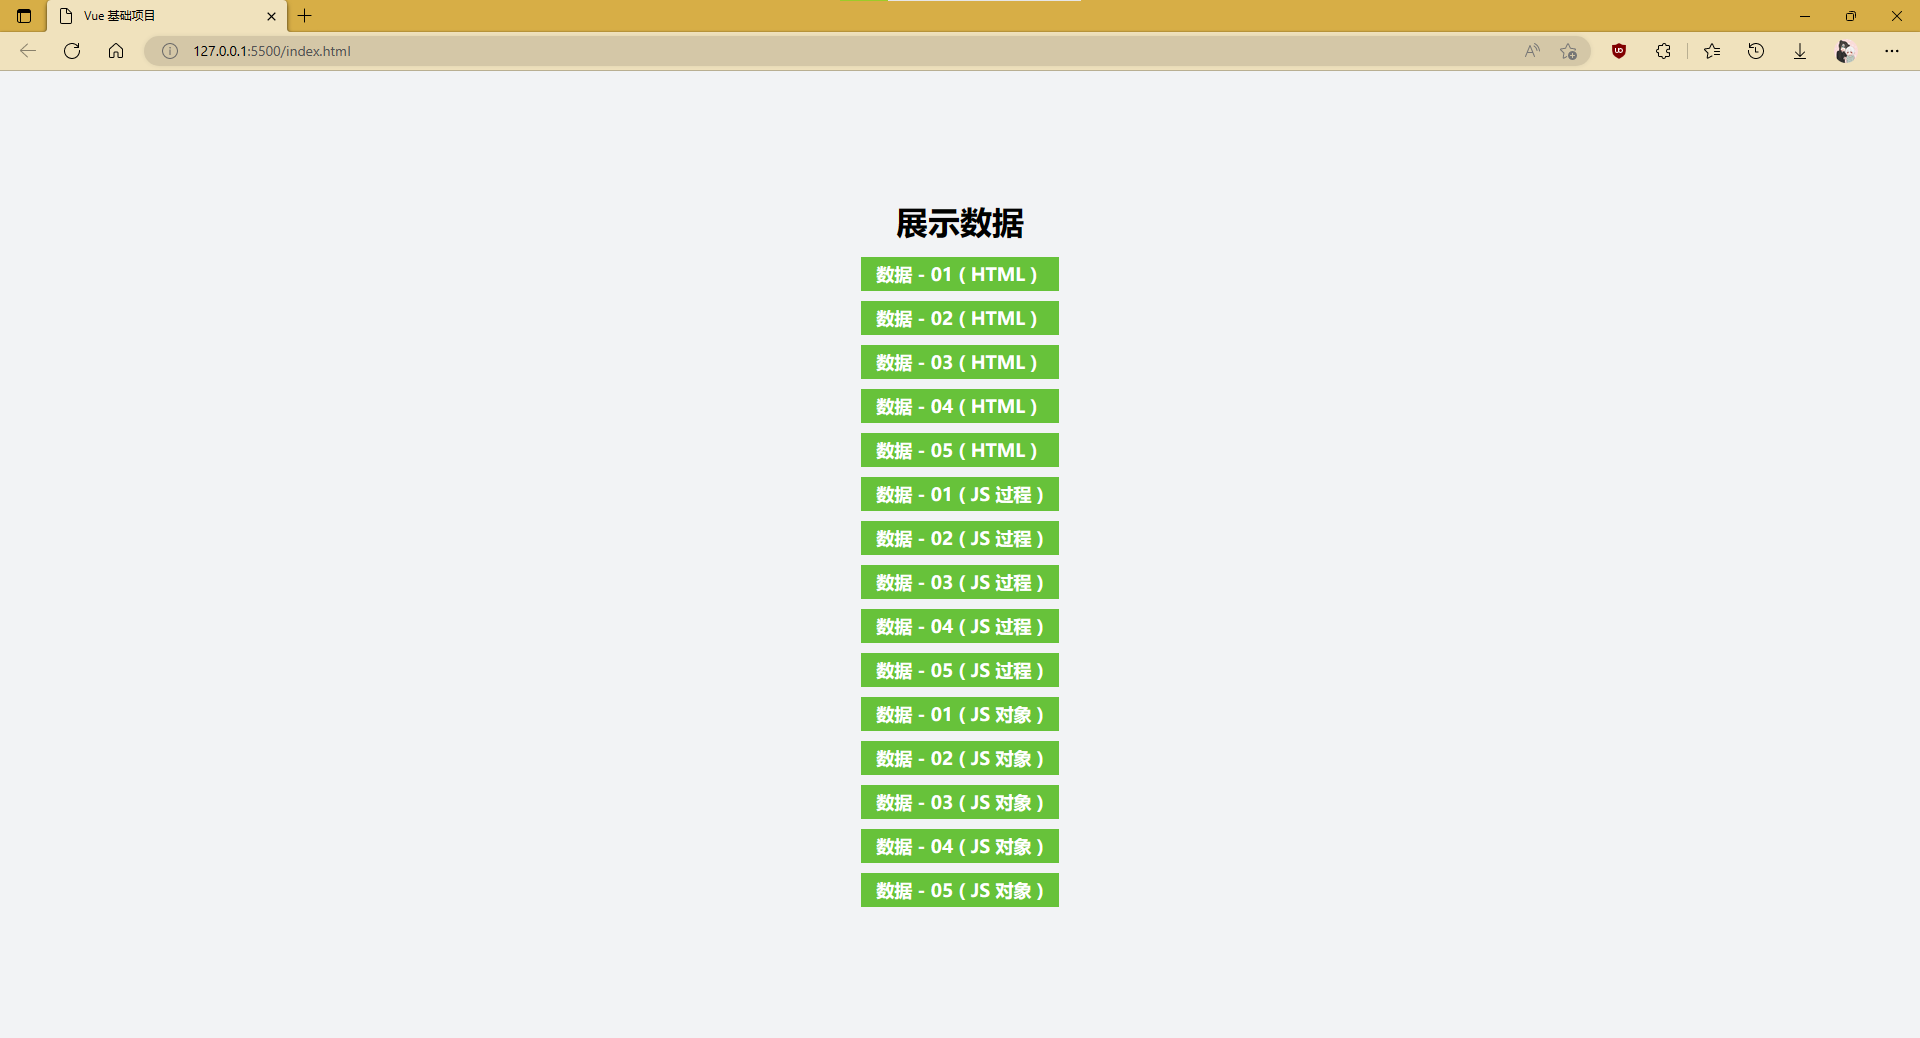 Vue 基础项目
127.0.0.1:5500/index.html
展示数据
数据 - 01 ( HTML )
数据 - 02 ( HTML )
数据 - 03 ( HTML )
数据 - 04 ( HTML )
数据 - 05 ( HTML )
数据 - 01 ( JS 过程 )
数据 - 02 ( JS 过程 )
数据 - 03 ( JS 过程 )
数据 - 04 ( JS 过程 )
数据 - 05 ( JS 过程 )
数据 - 01 ( JS 对象 )
数据 - 02 ( JS 对象 )
数据 - 03 ( JS 对象 )
数据 - 04 ( JS 对象 )
数据 - 05 ( JS 对象 )